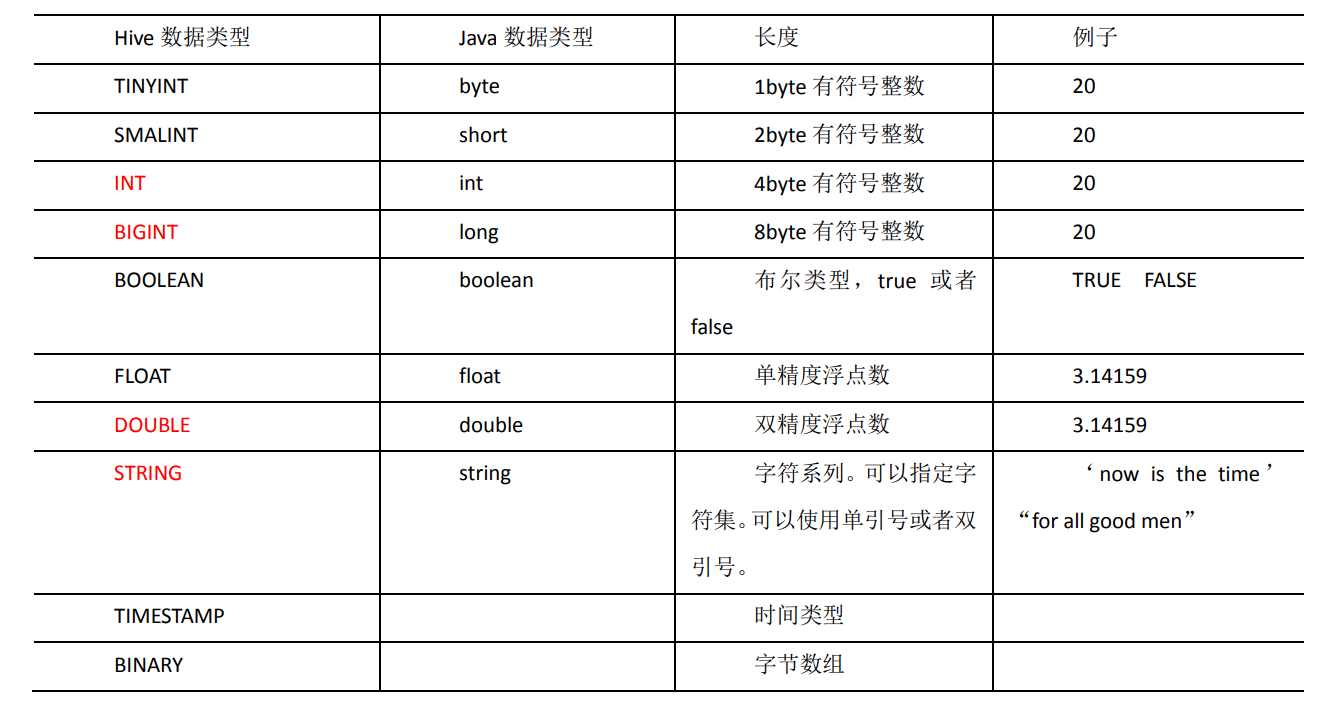 Hive 数据类型 Java 数据类型 长度 例子
TINYINT byte 1byte 有符号整数 20
SMALINT short 2byte 有符号整数 20
INT int 4byte 有符号整数 20
BIGINT long 8byte 有符号整数 20
BOOLEAN boolean 布尔类型，true 或者 TRUE FALSE
false
FLOAT float 单精度浮点数 3.14159
DOUBLE double 双精度浮点数 3.14159
STRING string 字符系列。可以指定字 ‘now is the time’
符集。可以使用单引号或者双 “for all good men”
引号。
TIMESTAMP 时间类型
BINARY 字节数组